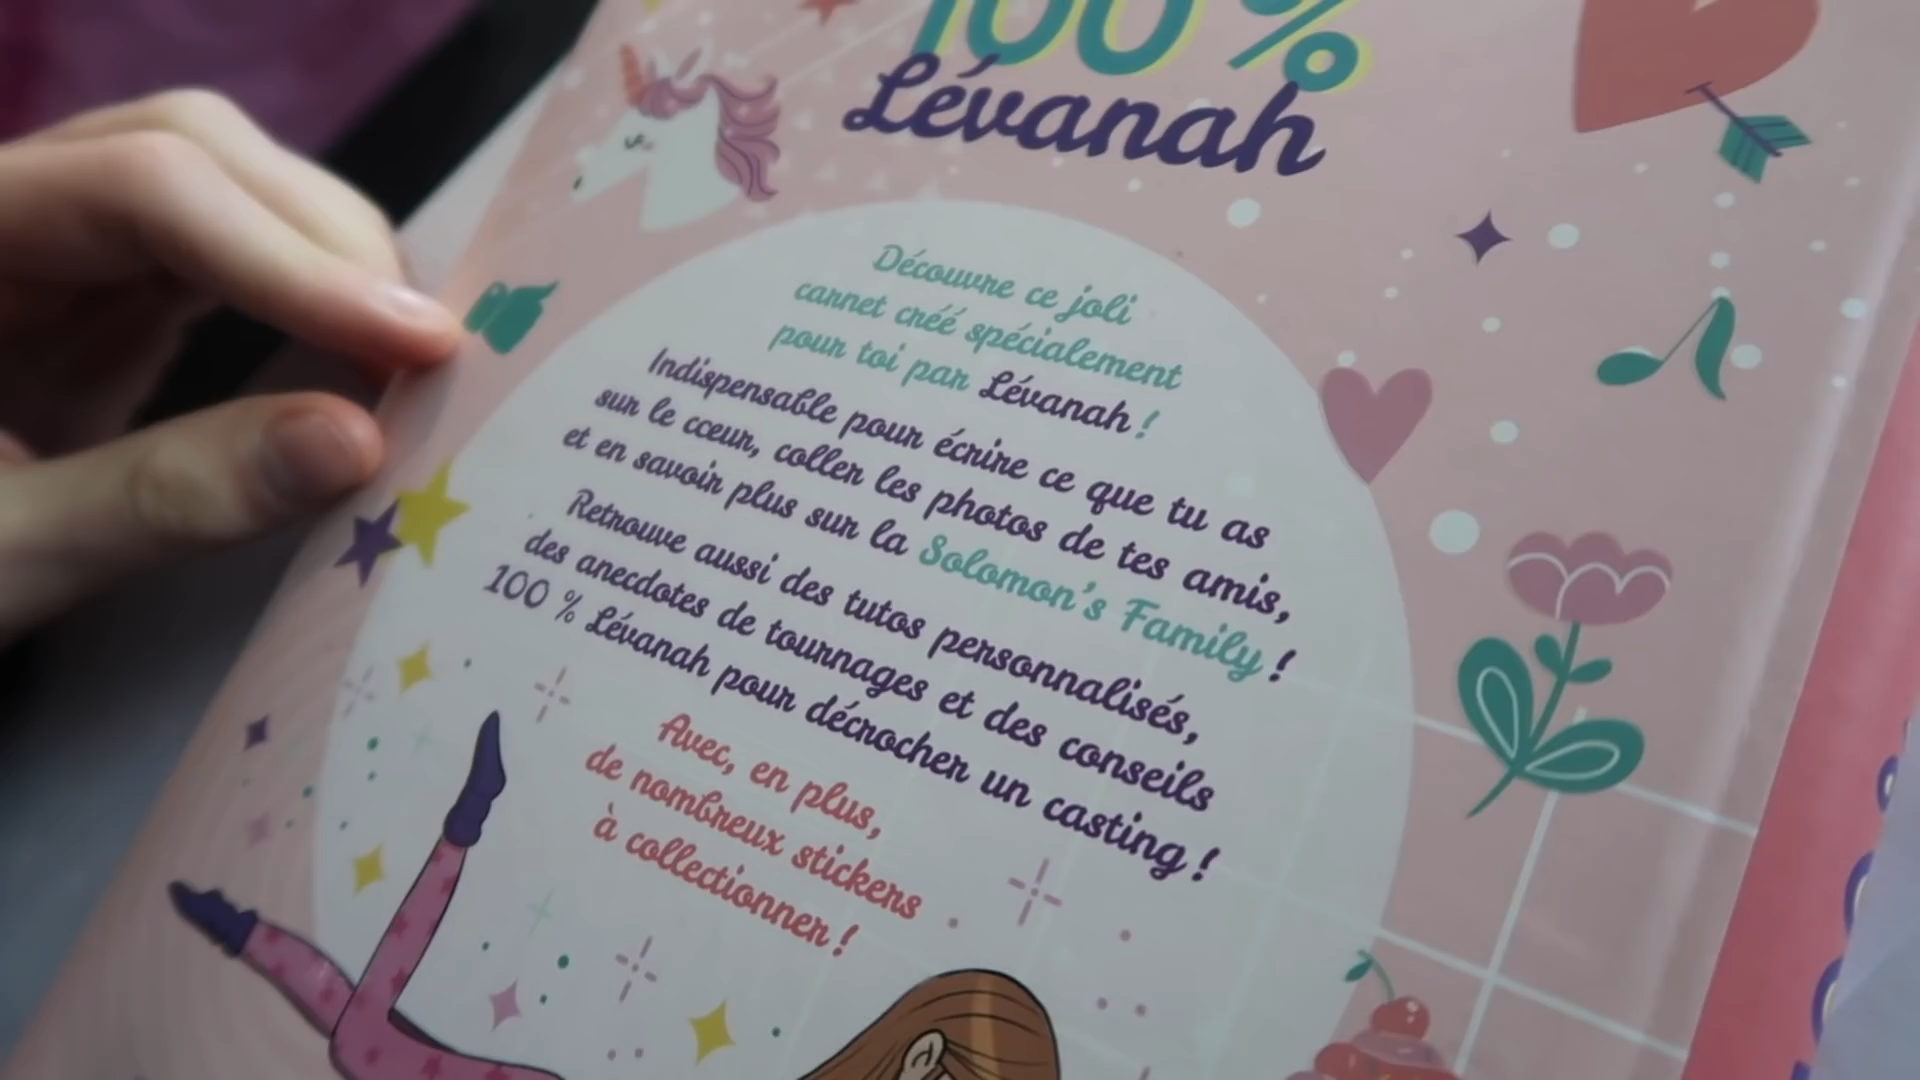 100 %
Lévanah
Découvre ce joli
carnet créé spécialement
pour toi par Lévanah !
Indispensable pour écrire ce que tu as
sur le cœur, coller les photos de tes amis,
et en savoir plus sur la Solomon's Family !
Retrouve aussi des tutos personnalisés,
des anecdotes de tournages et des conseils
100 % Lévanah pour décrocher un casting !
Avec, en plus,
de nombreux stickers
à collectionner !